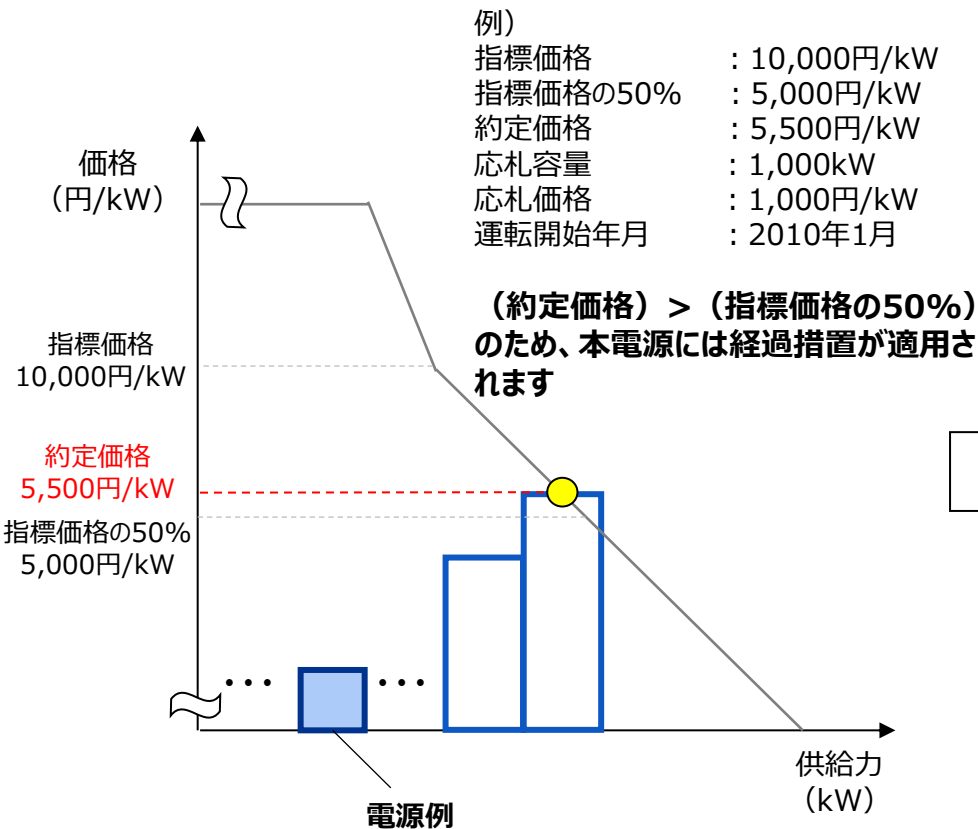 例）
指標価格 ：10,000円/kW
指標価格の50% ：5,000円/kW
約定価格 ：5,500円/kW
応札容量 ：1,000kW
応札価格 ：1,000円/kW
運転開始年月 ：2010年1月
（約定価格）>（指標価格の50%）
のため、本電源には経過措置が適用さ
れます
価格
（円/kW）
指標価格
10,000円/kW
約定価格
5,500円/kW
指標価格の50%
5,000円/kW
･･･
･･･
供給力
（kW）
電源例